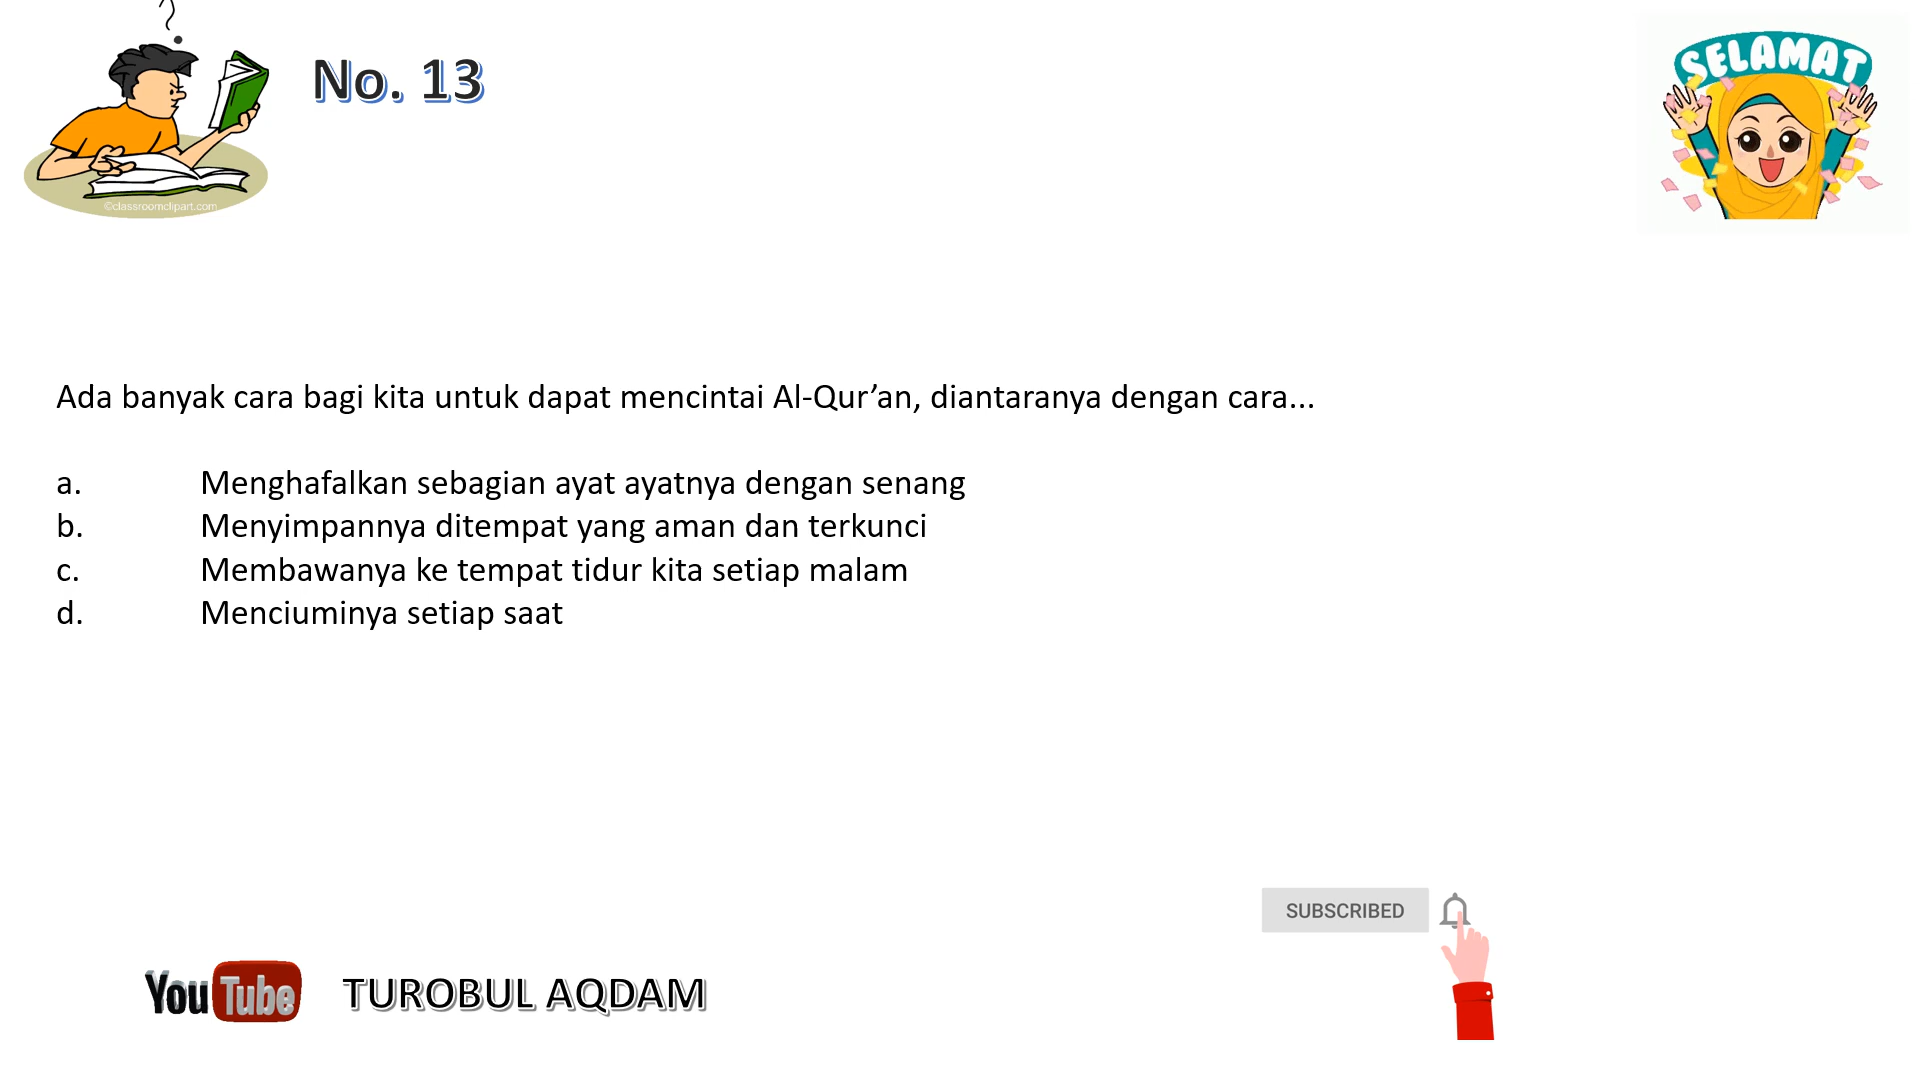 ?
No. 13
SELAMAT
©classroomclipart.com
Ada banyak cara bagi kita untuk dapat mencintai Al-Qur’an, diantaranya dengan cara...
a. Menghafalkan sebagian ayat ayatnya dengan senang
b. Menyimpannya ditempat yang aman dan terkunci
c. Membawanya ke tempat tidur kita setiap malam
d. Menciuminya setiap saat
SUBSCRIBED
YouTube TUROBUL AQDAM